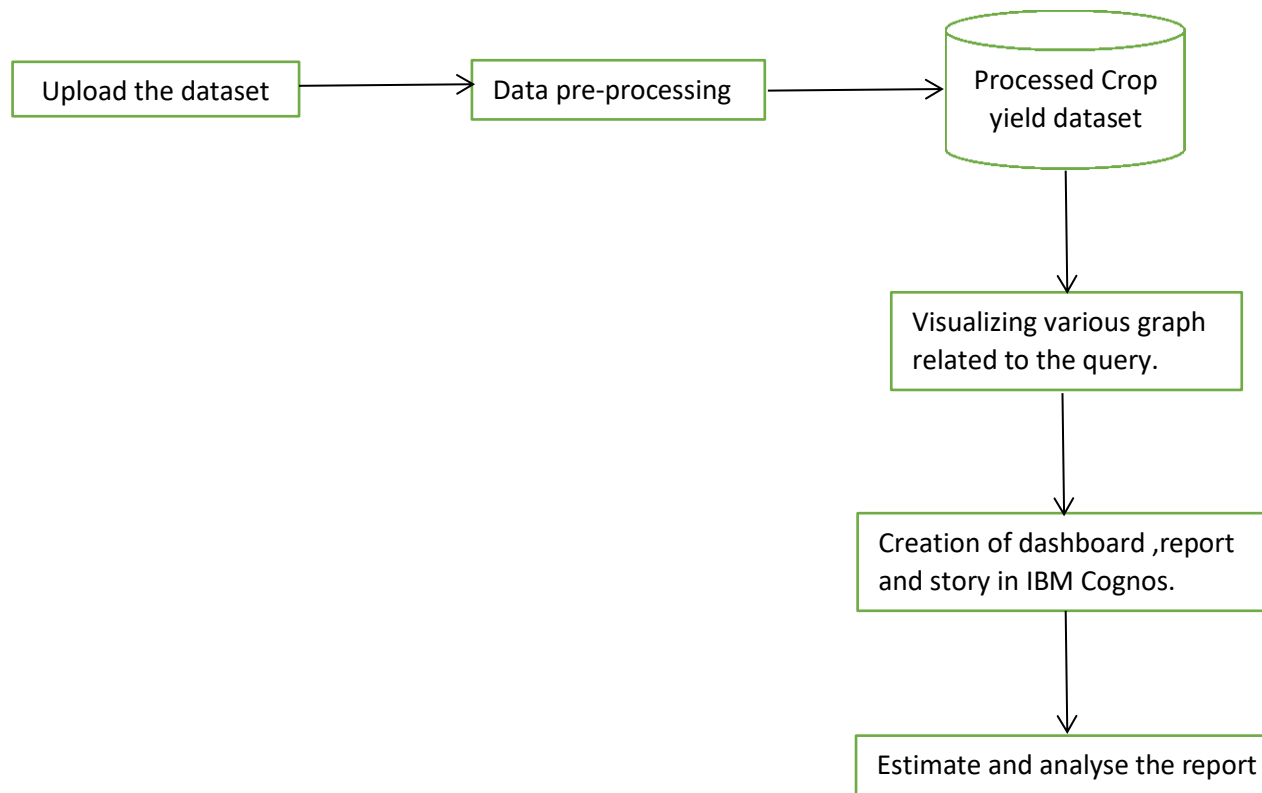 Upload the dataset
Data pre-processing
Processed Crop
yield dataset
Visualizing various graph
related to the query.
Creation of dashboard ,report
and story in IBM Cognos.
Estimate and analyse the report